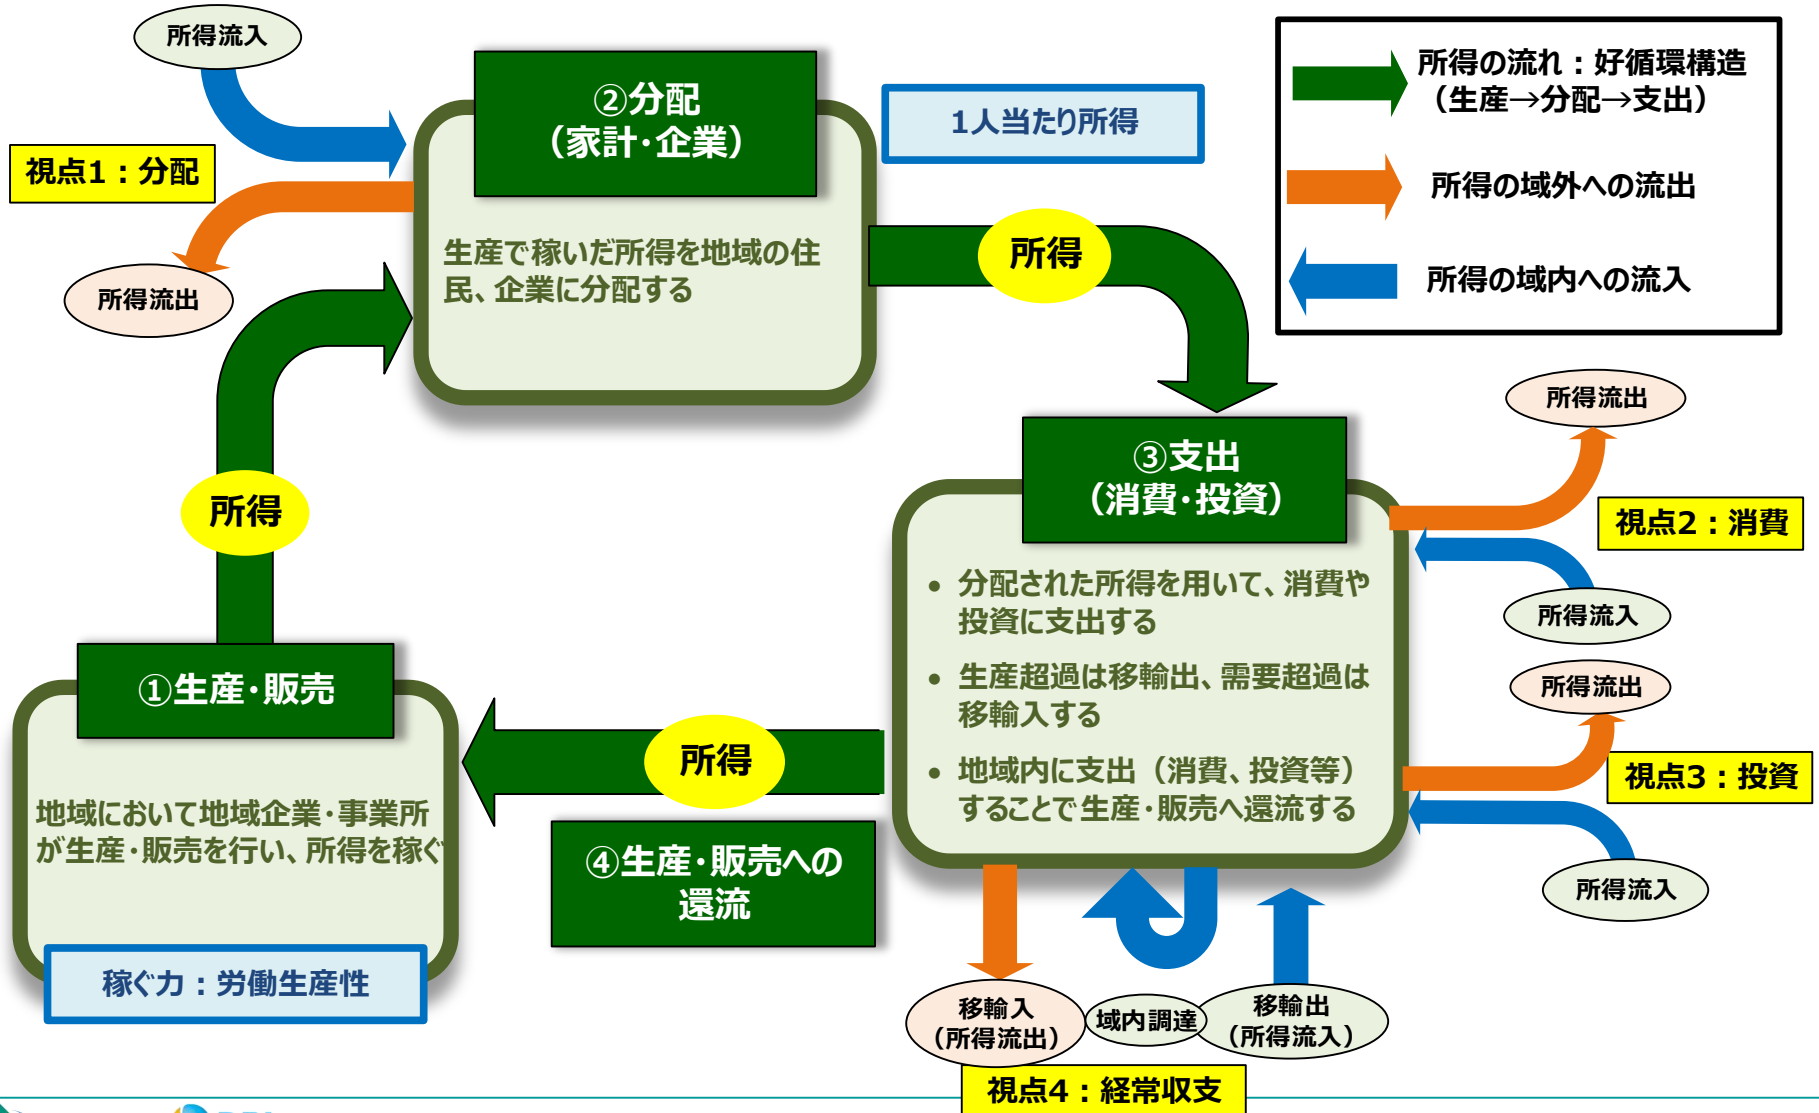 所得流入
②分配
（家計・企業）
1人当たり所得
所得の流れ：好循環構造
（生産→分配→支出）
視点1：分配
所得の域外への流出
生産で稼いだ所得を地域の住
民、企業に分配する
所得
所得の域内への流入
所得流出
所得流出
③支出
（消費・投資）
所得
視点2：消費
• 分配された所得を用いて、消費や
投資に支出する
所得流入
• 生産超過は移輸出、需要超過は
移輸入する
所得流出
①生産・販売
所得
• 地域内に支出（消費、投資等）
することで生産・販売へ還流する
視点3：投資
地域において地域企業・事業所
が生産・販売を行い、所得を稼ぐ
④生産・販売への
還流
所得流入
稼ぐ力：労働生産性
移輸入
（所得流出）
域内調達
移輸出
（所得流入）
視点4：経常収支